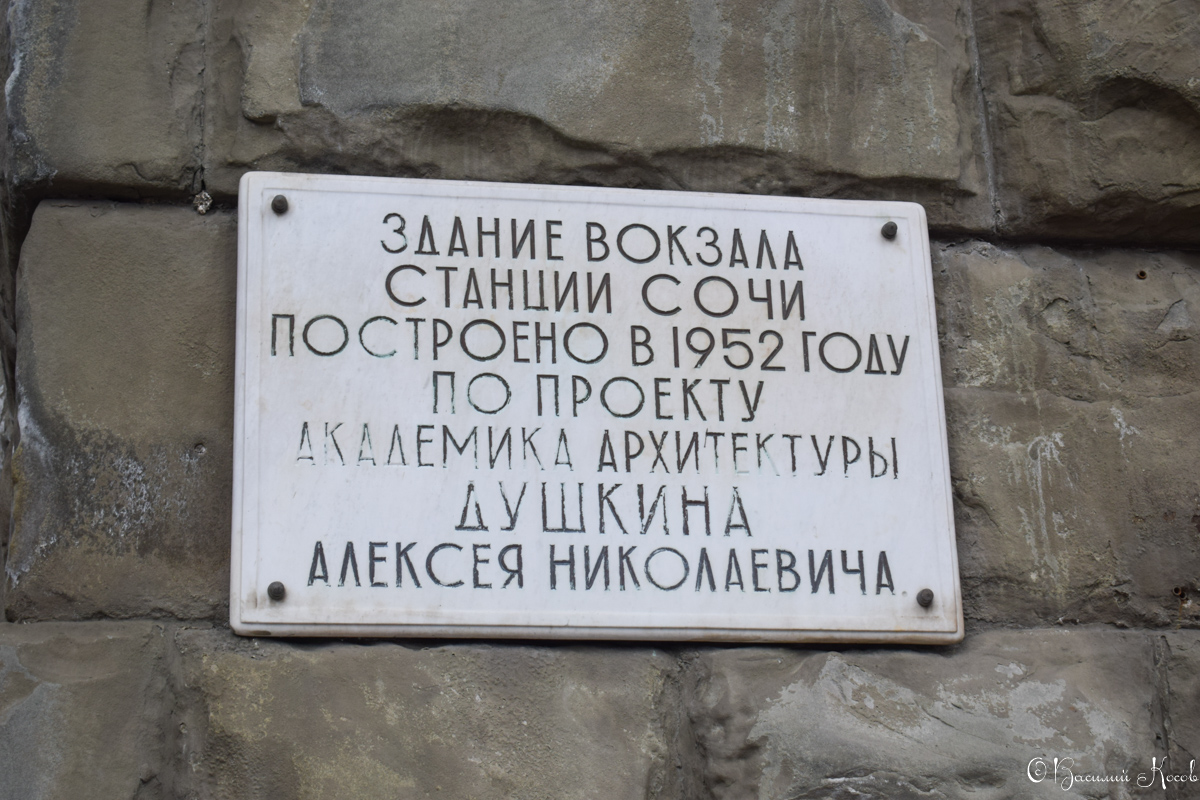 ЗДАНИЕ ВОКЗАЛА
СТАНЦИИ СОЧИ
ПОСТРОЕНО В 1952 ГОДУ
ПО ПРОЕКТУ
АКАДЕМИКА АРХИТЕКТУРЫ
ДУШКИНА
АЛЕКСЕЯ НИКОЛАЕВИЧА
© Василий Косов